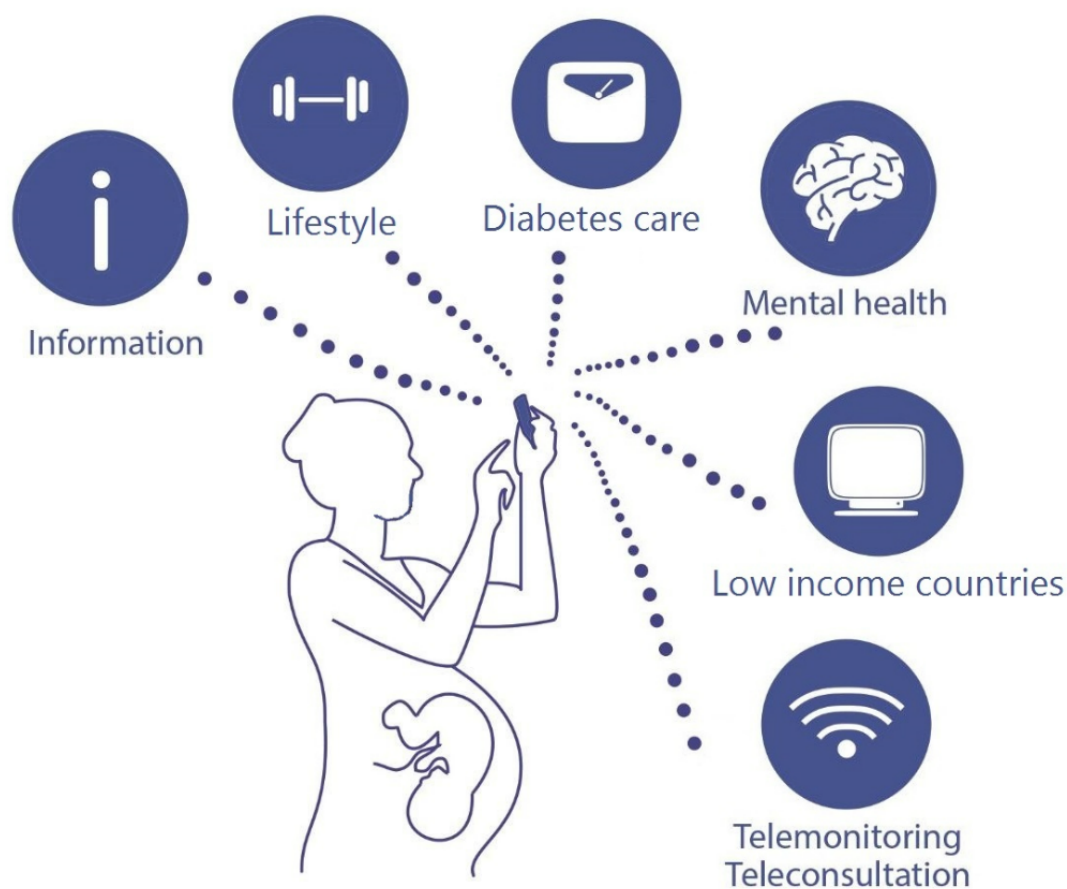 Information
Lifestyle
Diabetes care
Mental health
Low income countries
Telemonitoring
Teleconsultation